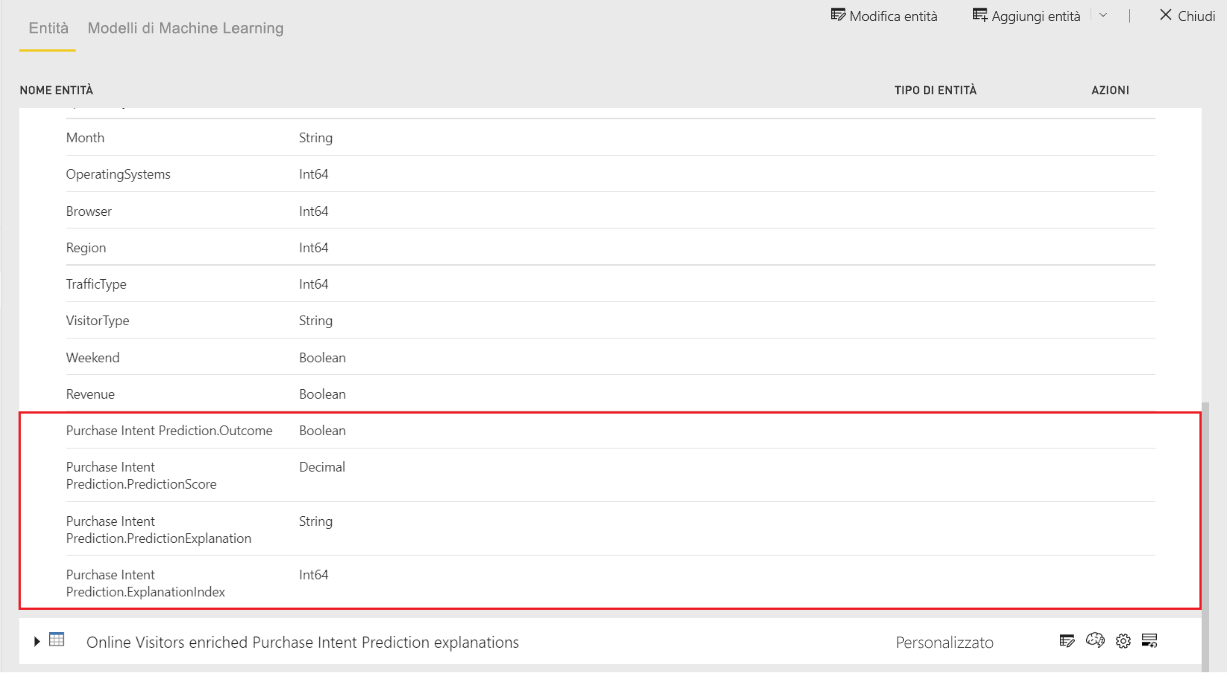 Entità Modelli di Machine Learning
Modifica entità Aggiungi entità | Chiudi
NOME ENTITÀ TIPO DI ENTITÀ AZIONI
Month String
OperatingSystems Int64
Browser Int64
Region Int64
TrafficType Int64
VisitorType String
Weekend Boolean
Revenue Boolean
Purchase Intent Prediction.Outcome Boolean
Purchase Intent Decimal
Prediction.PredictionScore
Purchase Intent String
Prediction.PredictionExplanation
Purchase Intent Int64
Prediction.ExplanationIndex
Online Visitors enriched Purchase Intent Prediction explanations Personalizzato